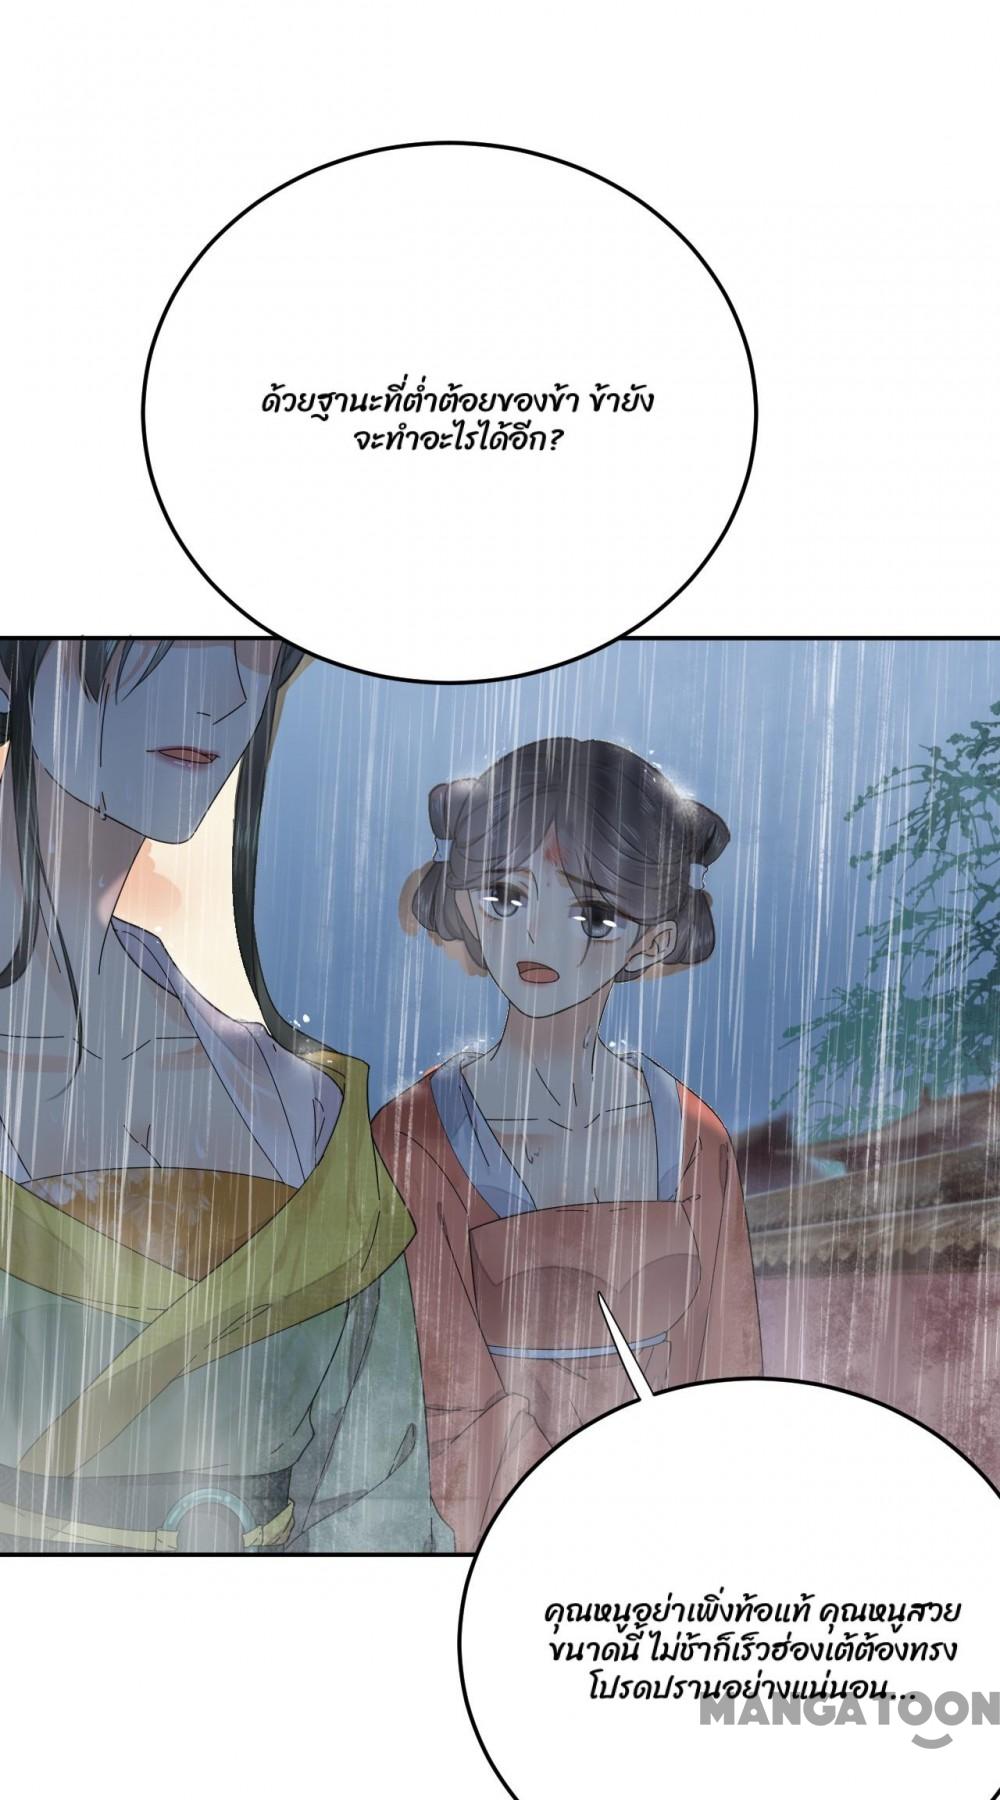 ด้วยฐานะที่ต่ำต้อยของข้า ข้ายัง
จะทำอะไรได้อีก?
คุณหนูอย่าเพิ่งท้อแท้ คุณหนูสวย
ขนาดนี้ ไม่ช้าก็เร็วฮ่องเต้ต้องทรง
โปรดปรานอย่างแน่นอน...
MANGATOON